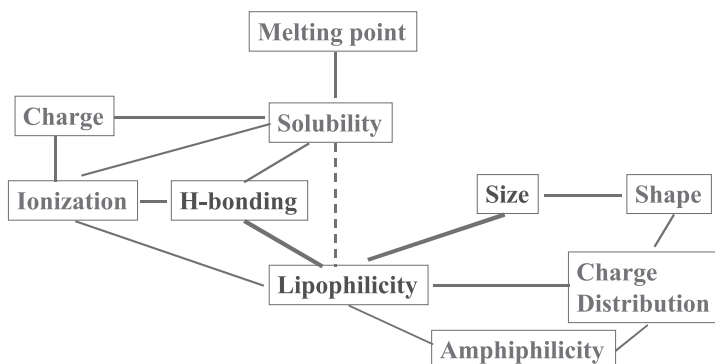 Melting point
Charge
Solubility
Ionization
H-bonding
Size
Shape
Lipophilicity
Charge
Distribution
Amphiphilicity